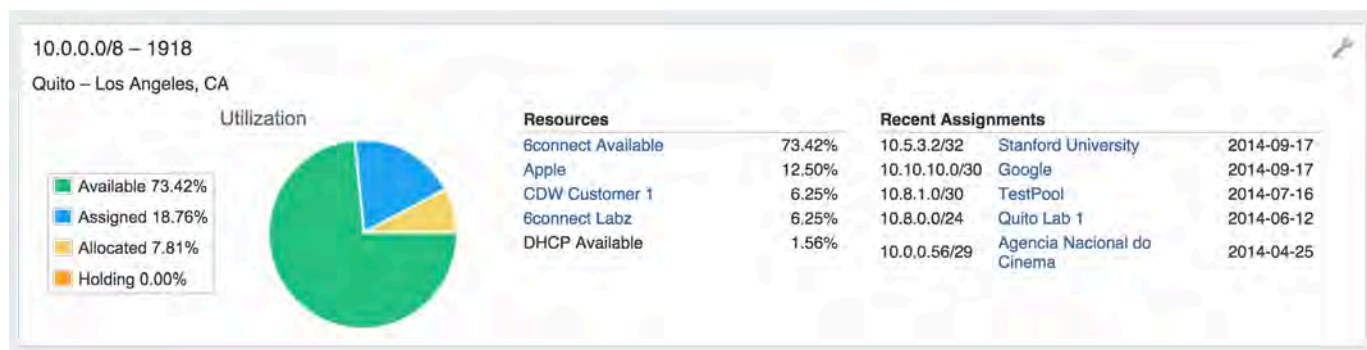 10.0.0.0/8 – 1918
Quito – Los Angeles, CA
Utilization
Available 73.42%
Assigned 18.76%
Allocated 7.81%
Holding 0.00%
Resources
6connect Available 73.42%
Apple 12.50%
CDW Customer 1 6.25%
6connect Labz 6,25%
DHCP Available 1.56%
Recent Assignments
10.5.3.2/32 Stanford University 2014-09-17
10.10.10.0/30 Google 2014-09-17
10.8.1.0/30 TestPool 2014-07-16
10.8.0.0/24 Quito Lab 1 2014-06-12
10.0.0.56/29 Agencia Nacional do 2014-04-25
Cinema